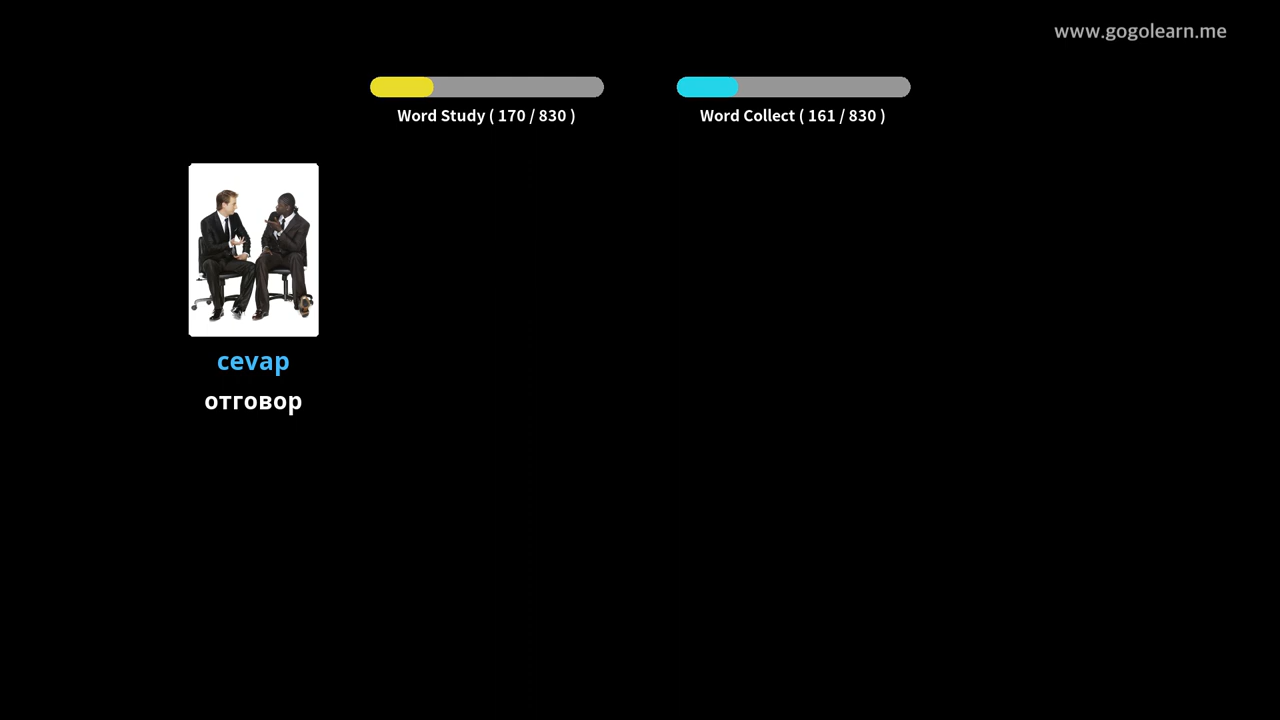 www.gogolearn.me
Word Study ( 170 / 830 )
Word Collect ( 161 / 830 )
cevap
отговор